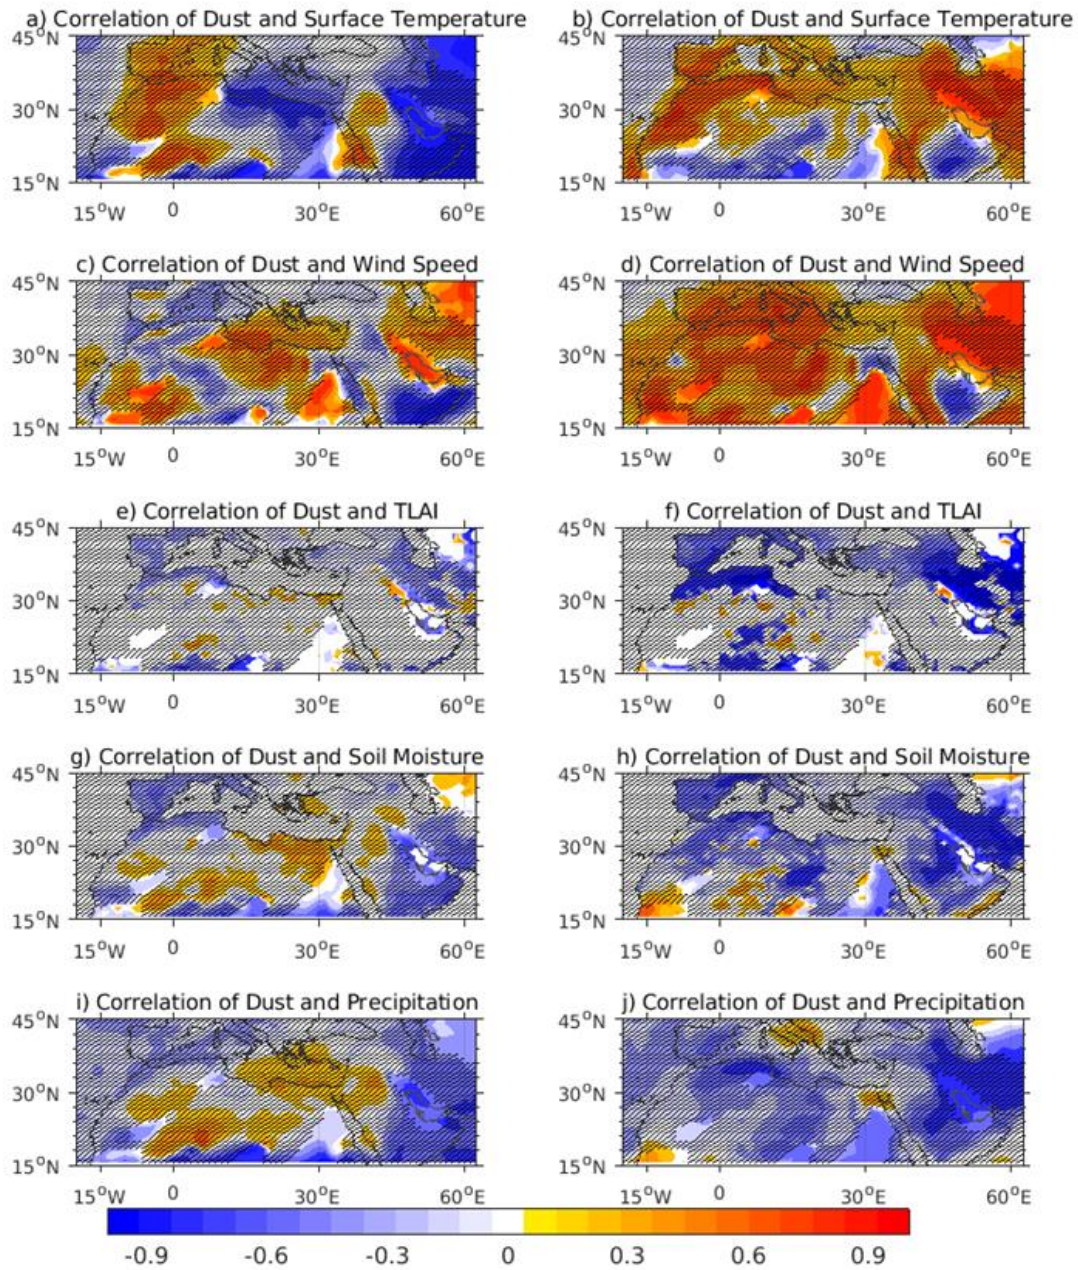 a) Correlation of Dust and Surface Temperature
b) Correlation of Dust and Surface Temperature
45°N
30°N
15°N
15°W 0 30°E 60°E
45°N
30°N
15°N
15°W 0 30°E 60°E
c) Correlation of Dust and Wind Speed
d) Correlation of Dust and Wind Speed
45°N
30°N
15°N
15°W 0 30°E 60°E
45°N
30°N
15°N
15°W 0 30°E 60°E
e) Correlation of Dust and TLAI
f) Correlation of Dust and TLAI
45°N
30°N
15°N
15°W 0 30°E 60°E
45°N
30°N
15°N
15°W 0 30°E 60°E
g) Correlation of Dust and Soil Moisture
h) Correlation of Dust and Soil Moisture
45°N
30°N
15°N
15°W 0 30°E 60°E
45°N
30°N
15°N
15°W 0 30°E 60°E
i) Correlation of Dust and Precipitation
j) Correlation of Dust and Precipitation
45°N
30°N
15°N
15°W 0 30°E 60°E
45°N
30°N
15°N
15°W 0 30°E 60°E
-0.9 -0.6 -0.3 0 0.3 0.6 0.9